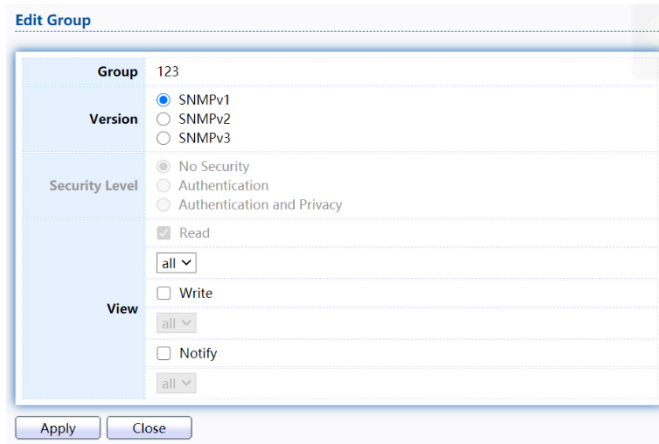 Edit Group
Group 123
Version
SNMPv1
SNMPv2
SNMPv3
Security Level
No Security
Authentication
Authentication and Privacy
View
Read
all
Write
all
Notify
all
Apply Close